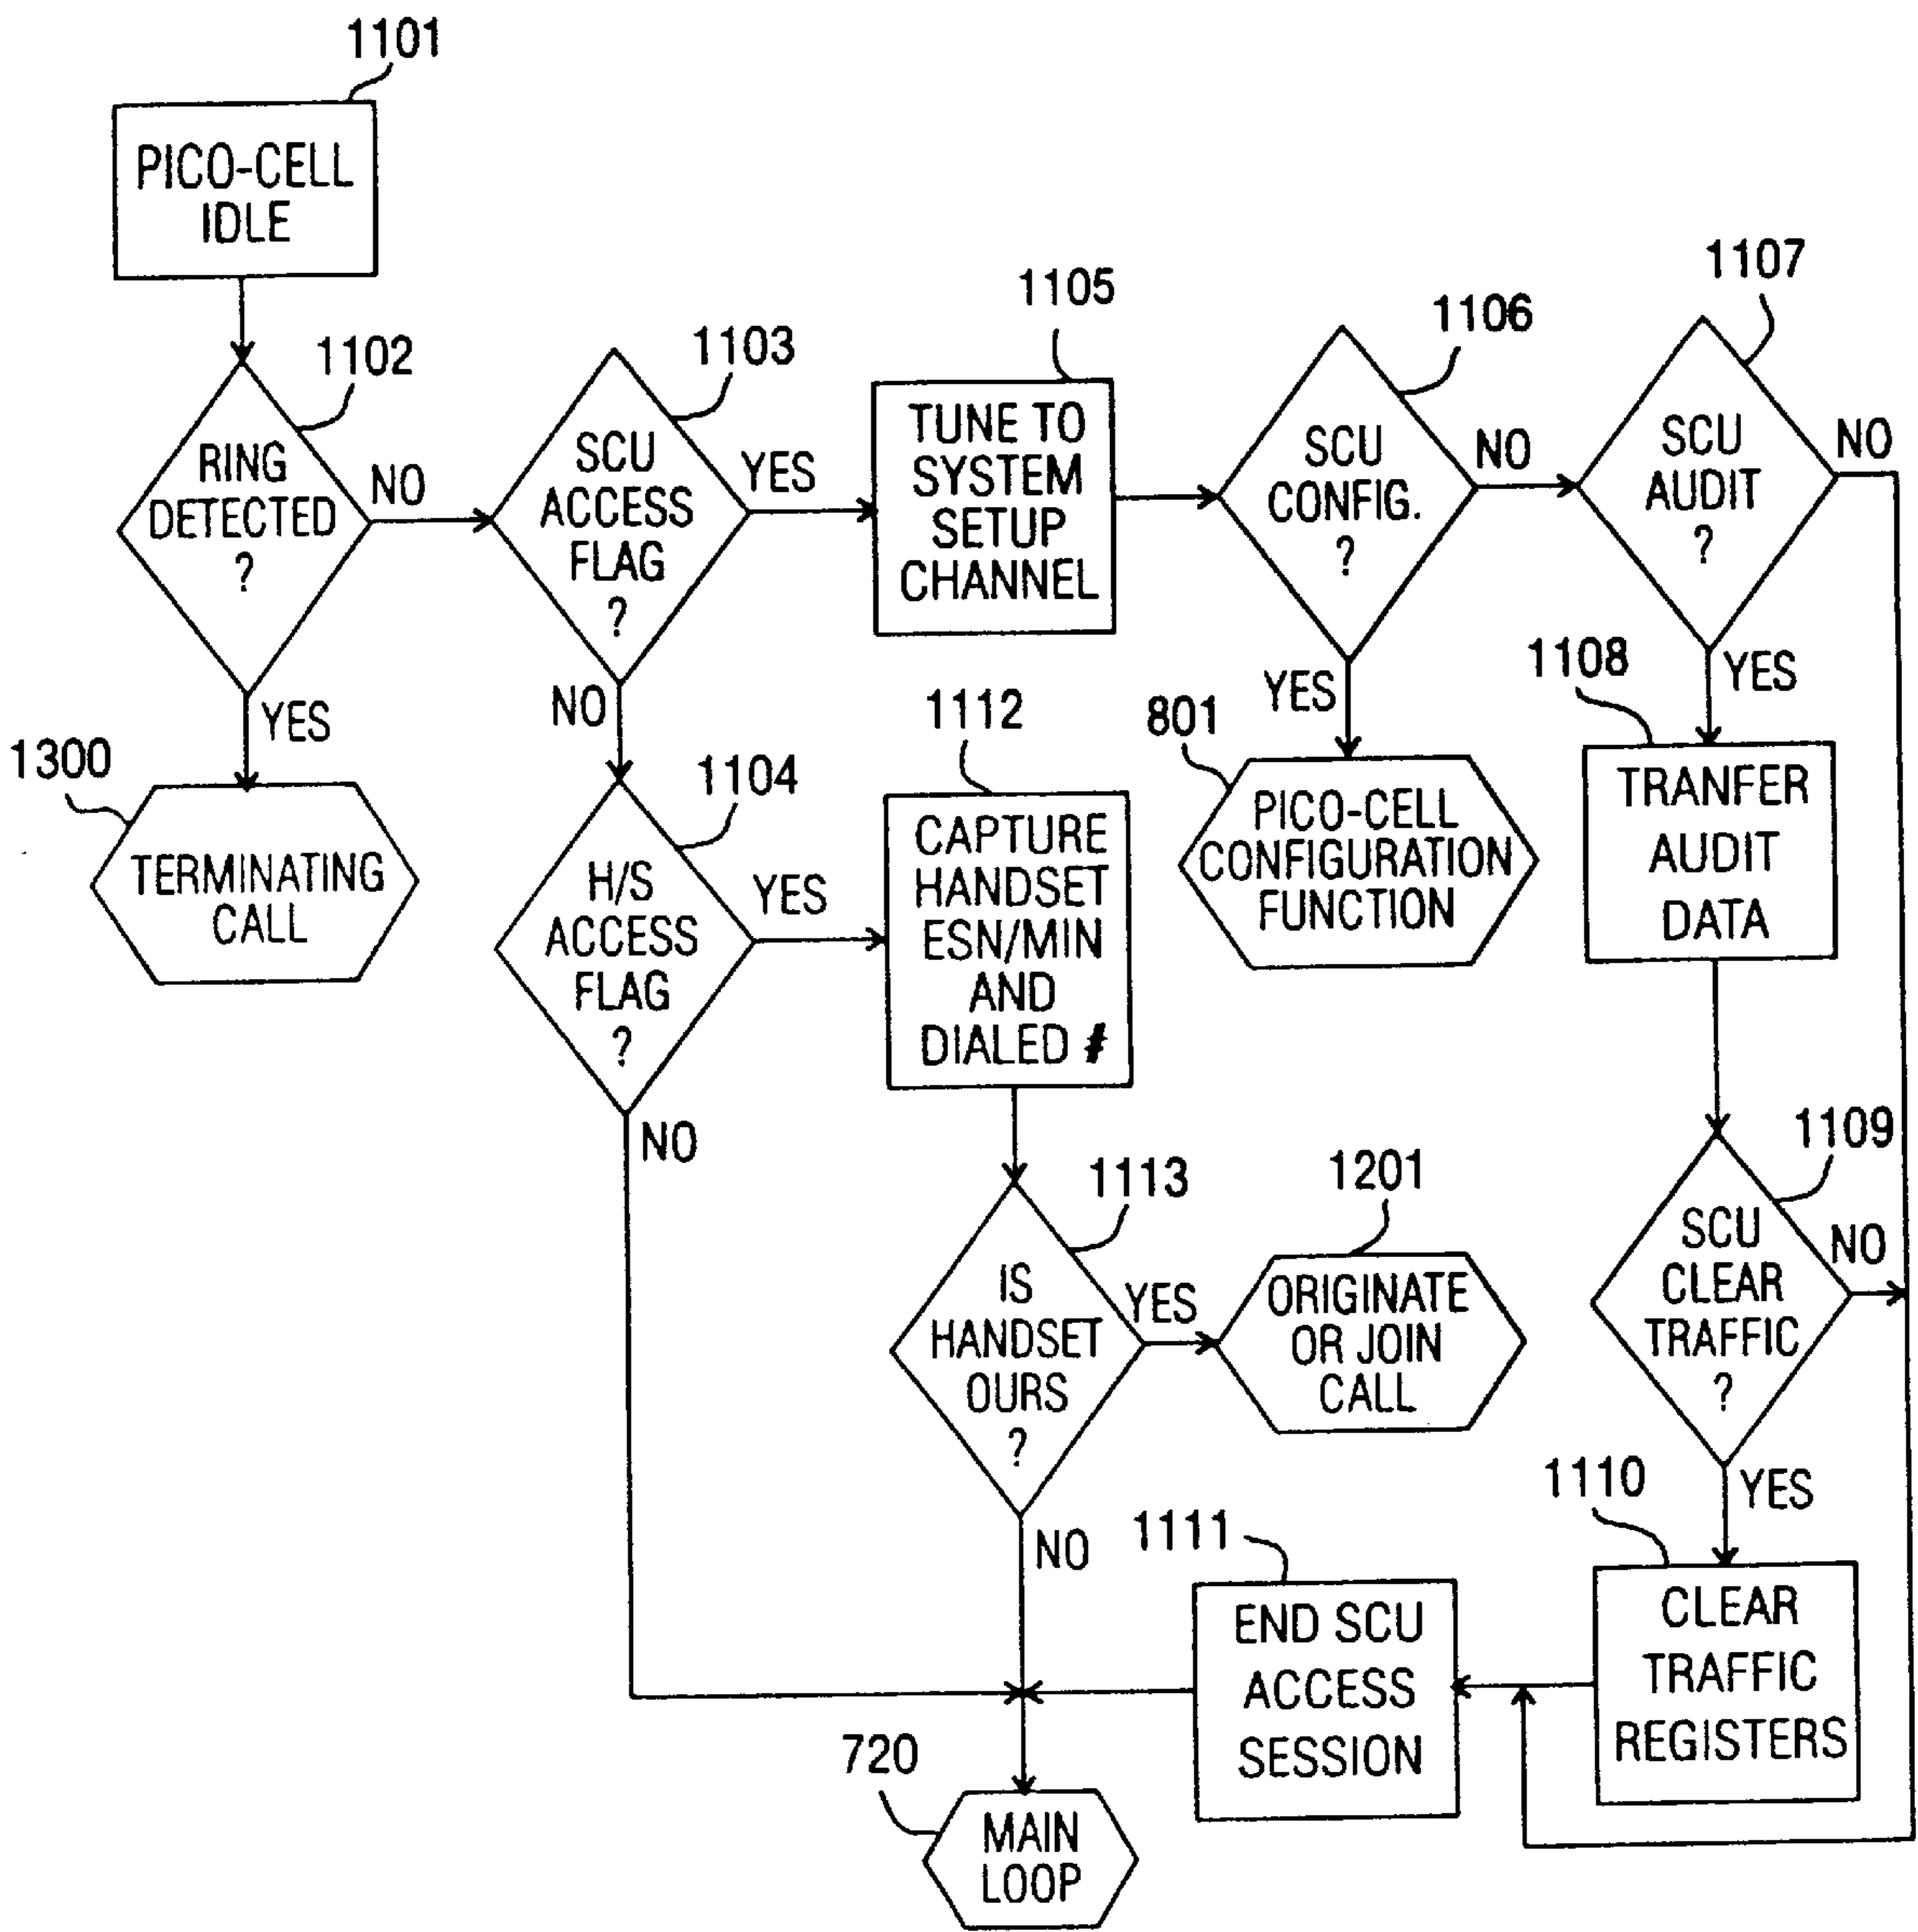 1101
PICO-CELL
IDLE
1102
RING
DETECTED
?
NO
YES
1300
TERMINATING
CALL
1103
SCU
ACCESS
FLAG
?
YES
NO
1104
H/S
ACCESS
FLAG
?
YES
NO
1105
TUNE TO
SYSTEM
SETUP
CHANNEL
1106
SCU
CONFIG.
?
NO
YES
801
PICO-CELL
CONFIGURATION
FUNCTION
1107
SCU
AUDIT
?
NO
YES
1108
TRANFER
AUDIT
DATA
1109
SCU
CLEAR
TRAFFIC
?
NO
YES
1110
CLEAR
TRAFFIC
REGISTERS
1111
END SCU
ACCESS
SESSION
1112
CAPTURE
HANDSET
ESN/MIN
AND
DIALED #
1113
IS
HANDSET
OURS
?
YES
NO
1201
ORIGINATE
OR JOIN
CALL
720
MAIN
LOOP